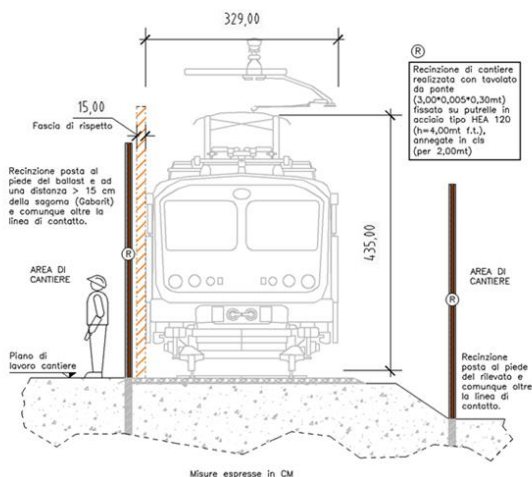 329,00
R
Recinzione di cantiere
realizzata con tavolato
da ponte
(3,00*0,005*0,30mt)
fissato su putrelle in
acciaio tipo HEA 120
(h=4,00mt f.t.),
annegate in cls
(per 2,00mt)
15,00
Fascia di rispetto
Recinzione posta al
piede del ballast e ad
una distanza > 15 cm
della sagoma (Gabarit)
e comunque oltre la
linea di contatto.
435,00
R
AREA DI
CANTIERE
AREA DI
CANTIERE
R
Piano di
lavoro cantiere
Recinzione
posta al piede
del rilevato e
comunque oltre
la linea di
contatto.
Misure espresse in CM